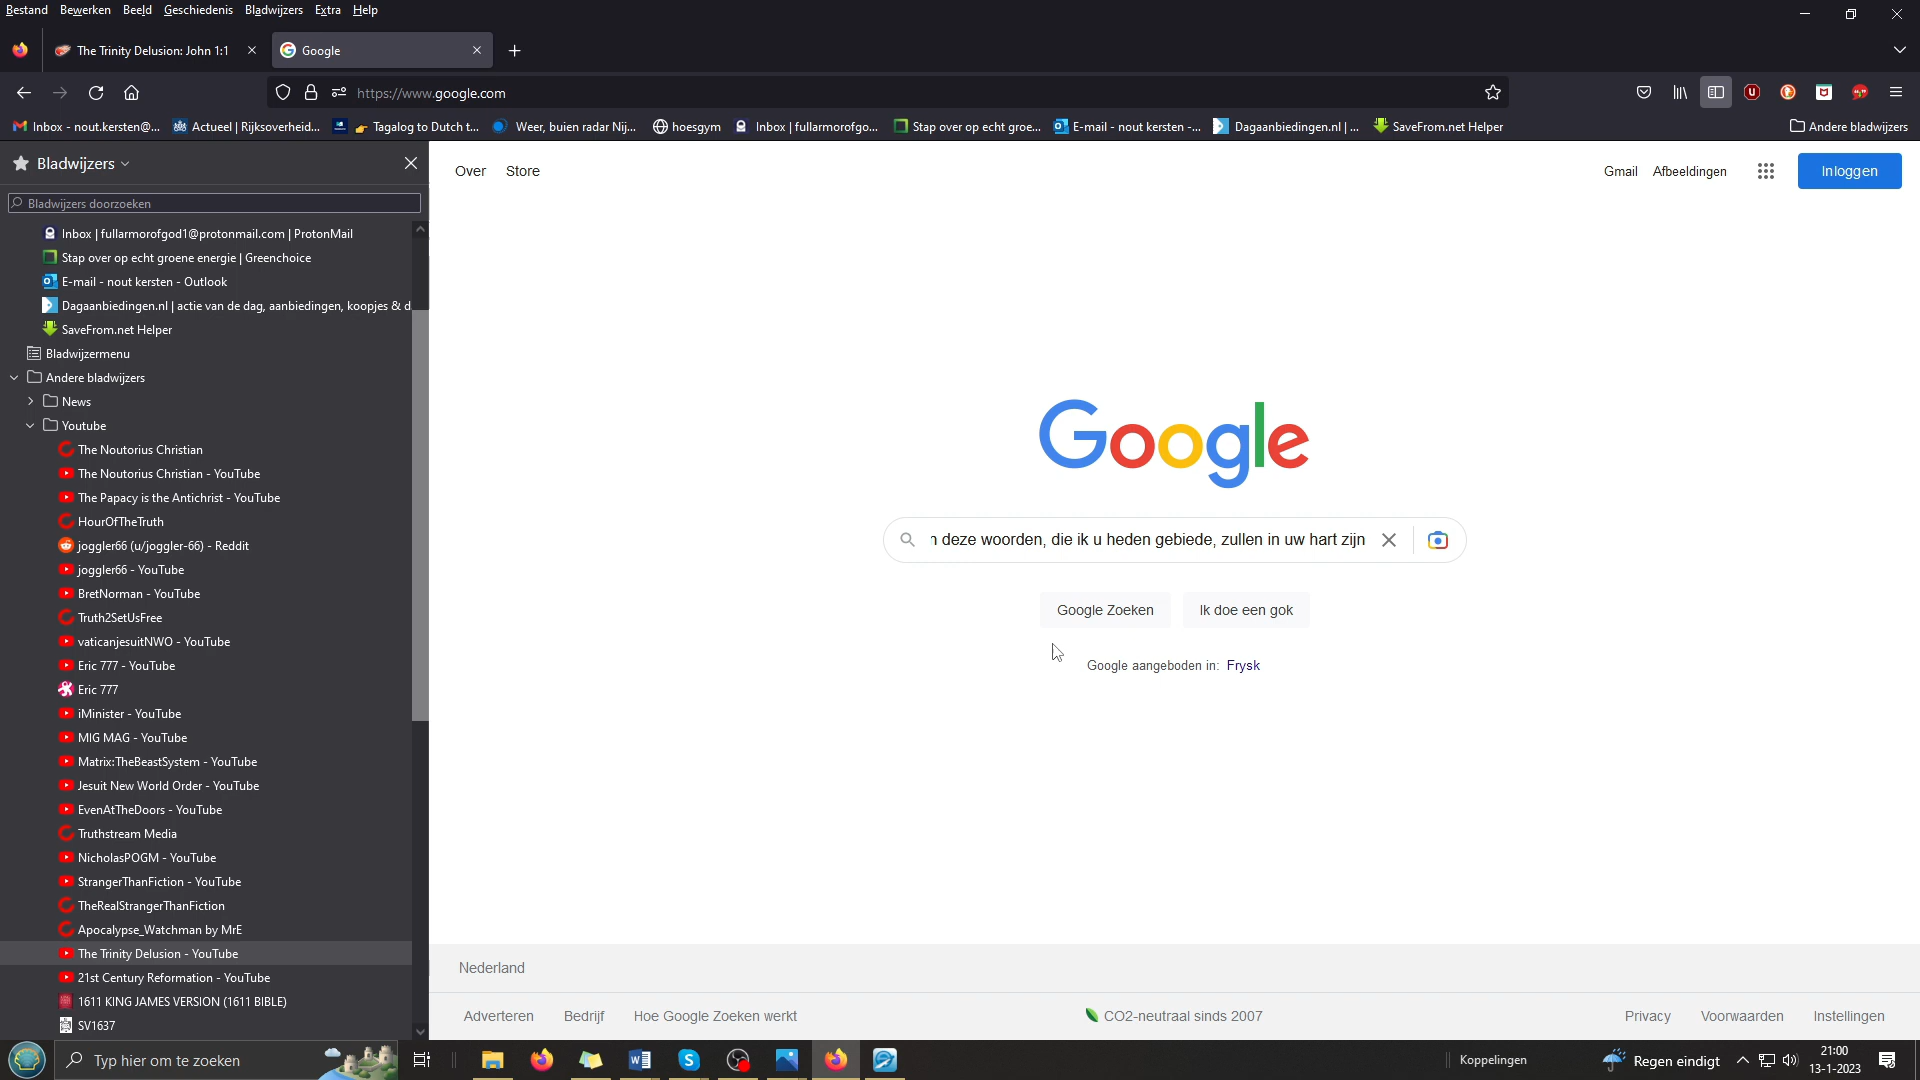 Bestand Bewerken Beeld Geschiedenis Bladwijzers Extra Help
The Trinity Delusion: John 1:1
Google
https://www.google.com
Inbox - nout.kersten@...
Actueel | Rijksoverheid...
Tagalog to Dutch t...
Weer, buien radar Nij...
hoesgym
Inbox | fullarmorofgo...
Stap over op echt groe...
E-mail - nout kersten -...
Dagaanbiedingen.nl | ...
SaveFrom.net Helper
Andere bladwijzers
Bladwijzers
Bladwijzers doorzoeken
Inbox | fullarmorofgod1@protonmail.com | ProtonMail
Stap over op echt groene energie | Greenchoice
E-mail - nout kersten - Outlook
Dagaanbiedingen.nl | actie van de dag, aanbiedingen, koopjes & d
SaveFrom.net Helper
Bladwijzermenu
Andere bladwijzers
News
Youtube
The Noutorius Christian
The Noutorius Christian - YouTube
The Papacy is the Antichrist - YouTube
HourOfTheTruth
joggler66 (u/joggler-66) - Reddit
joggler66 - YouTube
BretNorman - YouTube
Truth2SetUsFree
vaticanjesuitNWO - YouTube
Eric 777 - YouTube
Eric 777
iMinister - YouTube
MIG MAG - YouTube
Matrix:TheBeastSystem - YouTube
Jesuit New World Order - YouTube
EvenAtTheDoors - YouTube
Truthstream Media
NicholasPOGM - YouTube
StrangerThanFiction - YouTube
TheRealStrangerThanFiction
Apocalypse_Watchman by MrE
The Trinity Delusion - YouTube
21st Century Reformation - YouTube
1611 KING JAMES VERSION (1611 BIBLE)
SV1637
Over Store
Gmail Afbeeldingen
Inloggen
Google
n deze woorden, die ik u heden gebiede, zullen in uw hart zijn
Google Zoeken
Ik doe een gok
Google aangeboden in: Frysk
Nederland
Adverteren Bedrijf Hoe Google Zoeken werkt
CO2-neutraal sinds 2007
Privacy Voorwaarden Instellingen
Typ hier om te zoeken
Koppelingen
Regen eindigt
21:00
13-1-2023